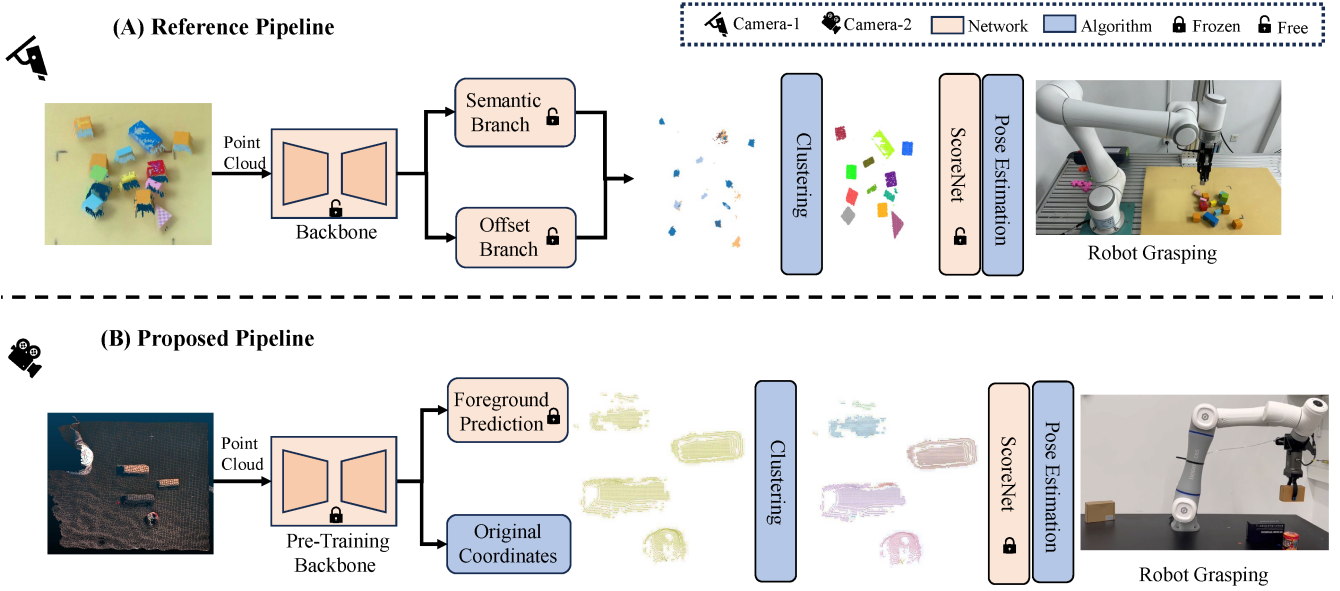 (A) Reference Pipeline
Camera-1
Camera-2
Network
Algorithm
Frozen
Free
Point
Cloud
Backbone
Semantic
Branch
Offset
Branch
Clustering
ScoreNet
Pose Estimation
Robot Grasping
(B) Proposed Pipeline
Point
Cloud
Pre-Training
Backbone
Foreground
Prediction
Original
Coordinates
Clustering
ScoreNet
Pose Estimation
Robot Grasping